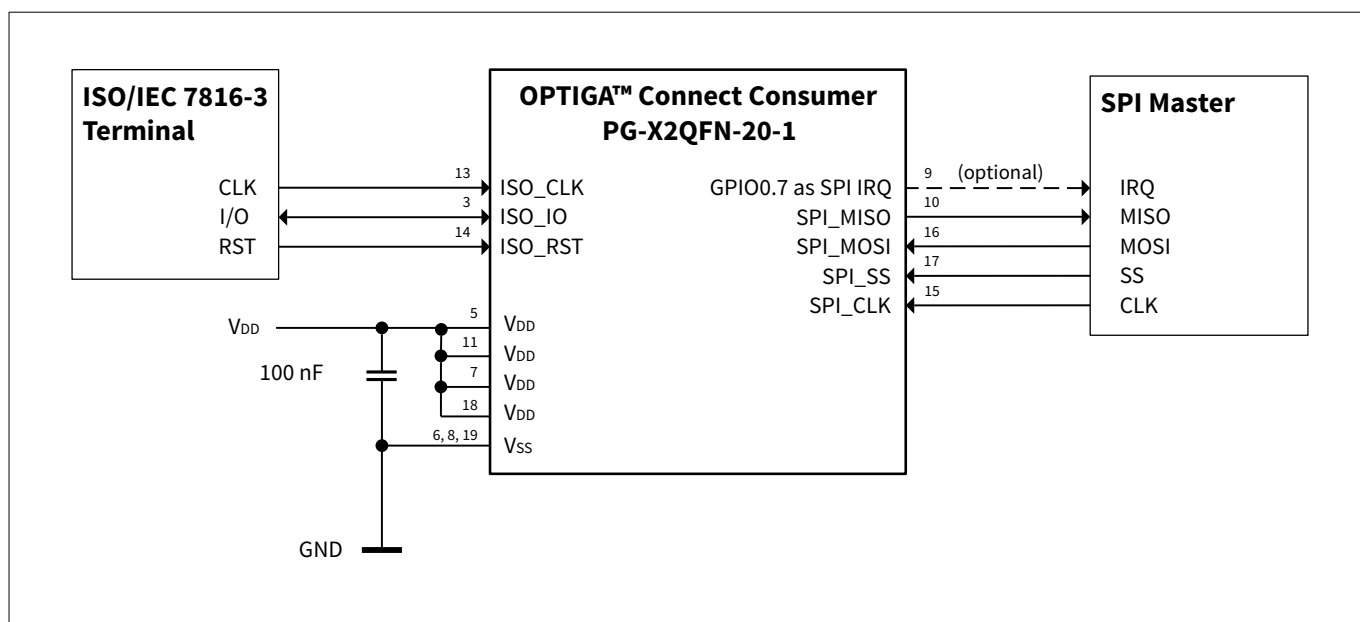 ISO/IEC 7816-3
Terminal
CLK
I/O
RST
13
3
14
OPTIGA™ Connect Consumer
PG-X2QFN-20-1
ISO_CLK
ISO_IO
ISO_RST
GPIO0.7 as SPI IRQ
SPI_MISO
SPI_MOSI
SPI_SS
SPI_CLK
9 (optional)
10
16
17
15
SPI Master
IRQ
MISO
MOSI
SS
CLK
VDD
100 nF
5
11
7
18
6, 8, 19
VDD
VDD
VDD
VDD
VSS
GND